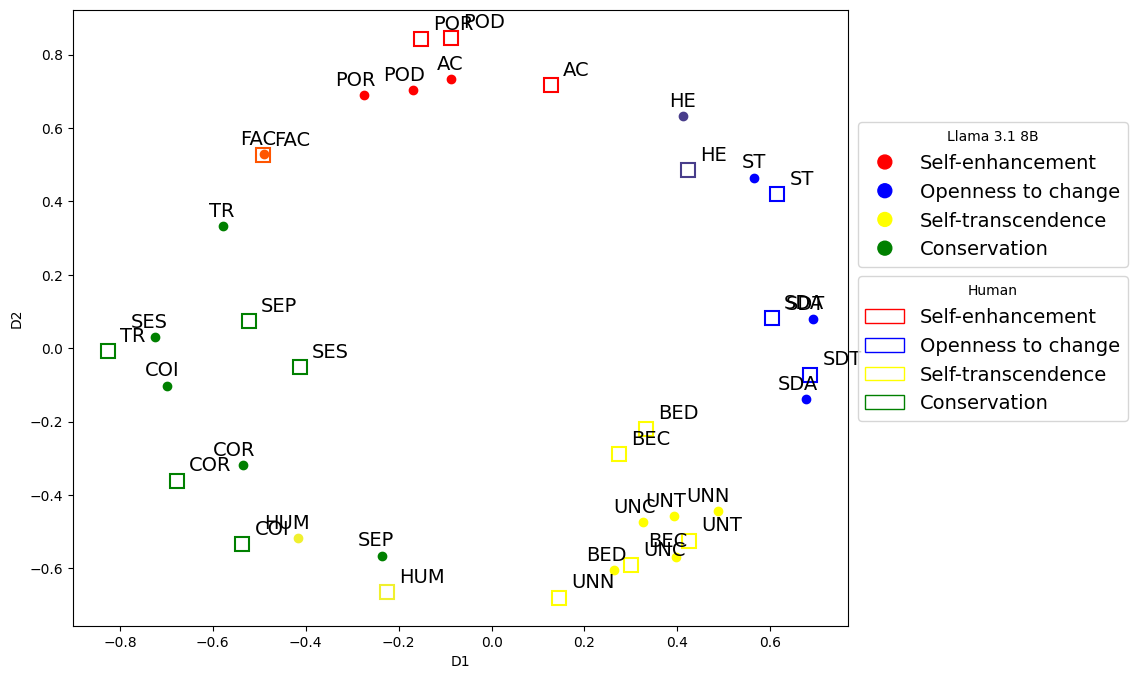 POR
POD
AC
POD
POR
AC
HE
FAC
FAC
HE
ST
ST
TR
SEP
SES
TR
SES
COI
SDA
SDT
SDT
SDA
BED
BEC
COR
COR
UNC
UNT
UNN
HUM
COI
UNT
SEP
BEC
UNC
BED
HUM
UNN
0.8
0.6
0.4
0.2
0.0
−0.2
−0.4
−0.6
D2
−0.8
−0.6
−0.4
−0.2
0.0
0.2
0.4
0.6
D1
Llama 3.1 8B
Self-enhancement
Openness to change
Self-transcendence
Conservation
Human
Self-enhancement
Openness to change
Self-transcendence
Conservation